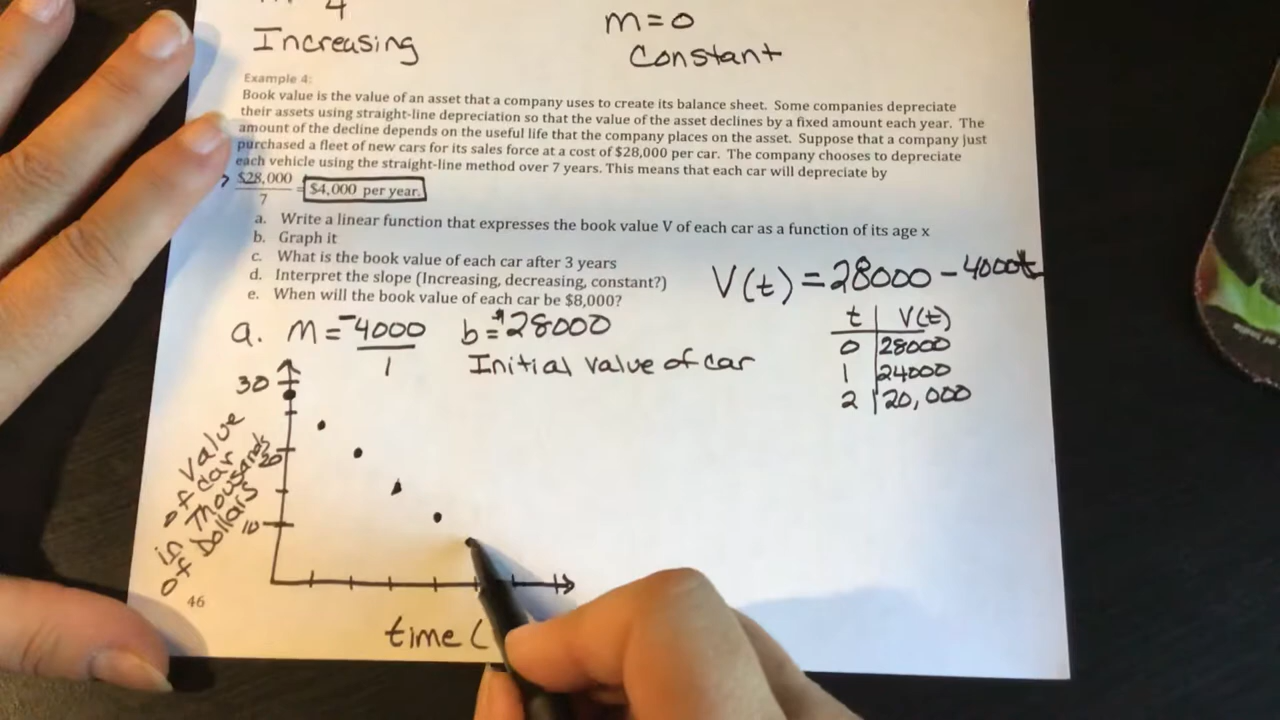 4
m=0
Increasing
Constant
Example 4:
Book value is the value of an asset that a company uses to create its balance sheet. Some companies depreciate
their assets using straight-line depreciation so that the value of the asset declines by a fixed amount each year. The
amount of the decline depends on the useful life that the company places on the asset. Suppose that a company just
purchased a fleet of new cars for its sales force at a cost of $28,000 per car. The company chooses to depreciate
each vehicle using the straight-line method over 7 years. This means that each car will depreciate by
$28,000
7
= $4,000 per year.
a. Write a linear function that expresses the book value V of each car as a function of its age x
b. Graph it
c. What is the book value of each car after 3 years
d. Interpret the slope (Increasing, decreasing, constant?)
e. When will the book value of each car be $8,000?
V(t) = 28000 - 4000t
a. m = -4000
1
b = $28000
Initial value of car
t V(t)
0 28000
1 24000
2 20,000
30
20
10
Value
of car
in Thousands
of Dollars
time (
46